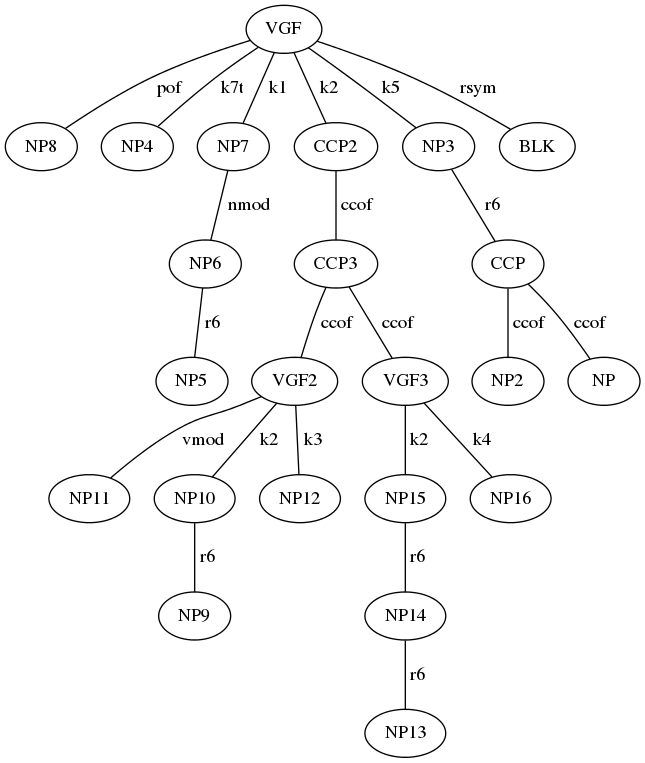 VGF
pof k7t k1 k2 k5 rsym
NP8 NP4 NP7 CCP2 NP3 BLK
nmod ccof r6
NP6 CCP3 CCP
r6 ccof ccof ccof ccof
NP5 VGF2 VGF3 NP2 NP
vmod k2 k3 k2 k4
NP11 NP10 NP12 NP15 NP16
r6 r6
NP9 NP14
r6
NP13